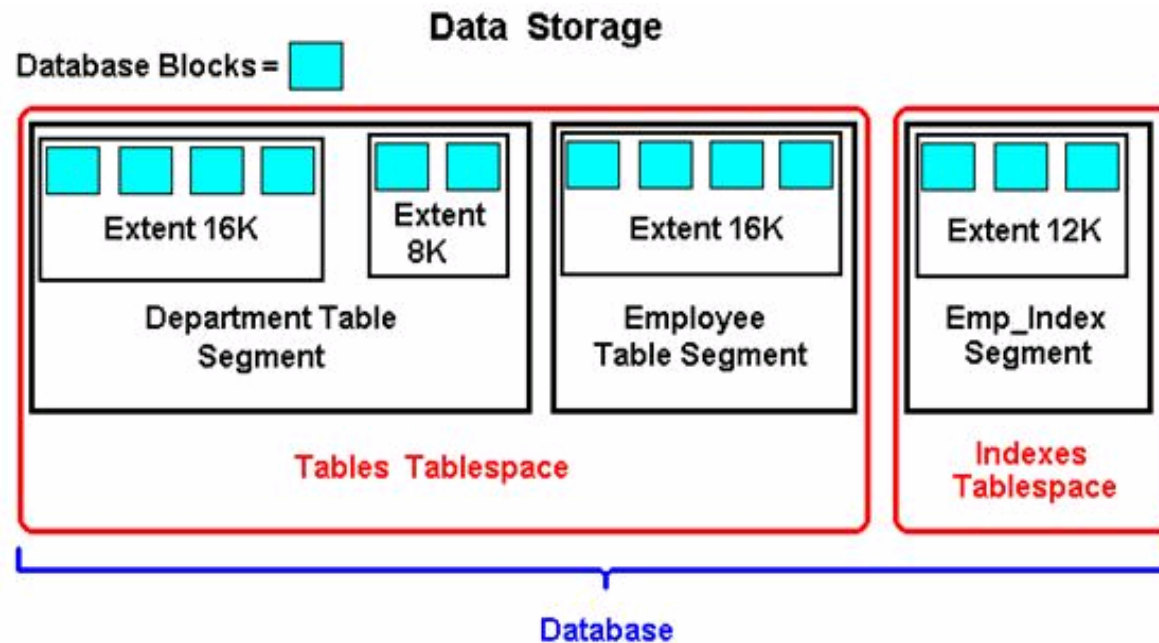 Data Storage
Database Blocks =
Extent 16K
Extent
8K
Extent 16K
Extent 12K
Department Table
Segment
Employee
Table Segment
Emp_Index
Segment
Tables Tablespace
Indexes
Tablespace
Database